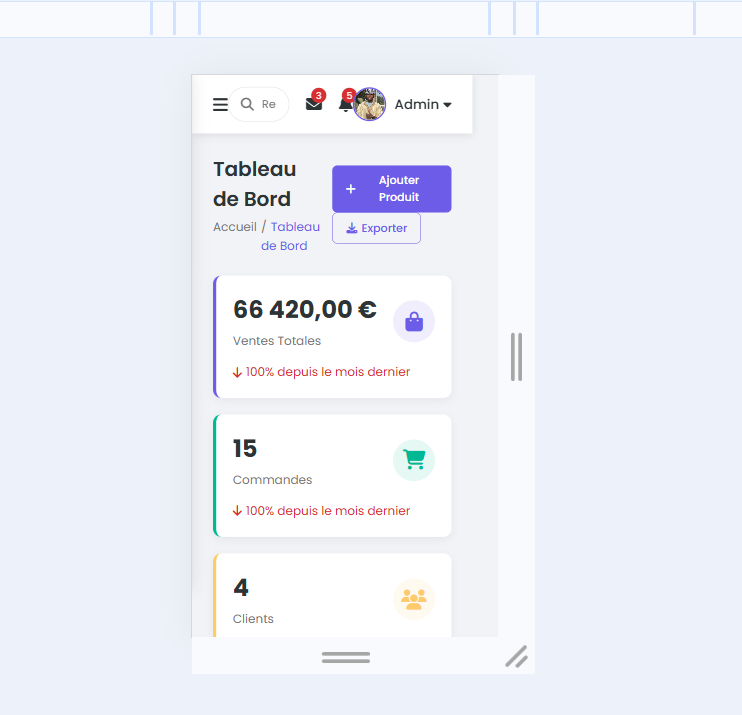 Re
3
5
Admin
Tableau
de Bord
Accueil / Tableau
de Bord
+ Ajouter
Produit
Exporter
66 420,00 €
Ventes Totales
100% depuis le mois dernier
15
Commandes
100% depuis le mois dernier
4
Clients